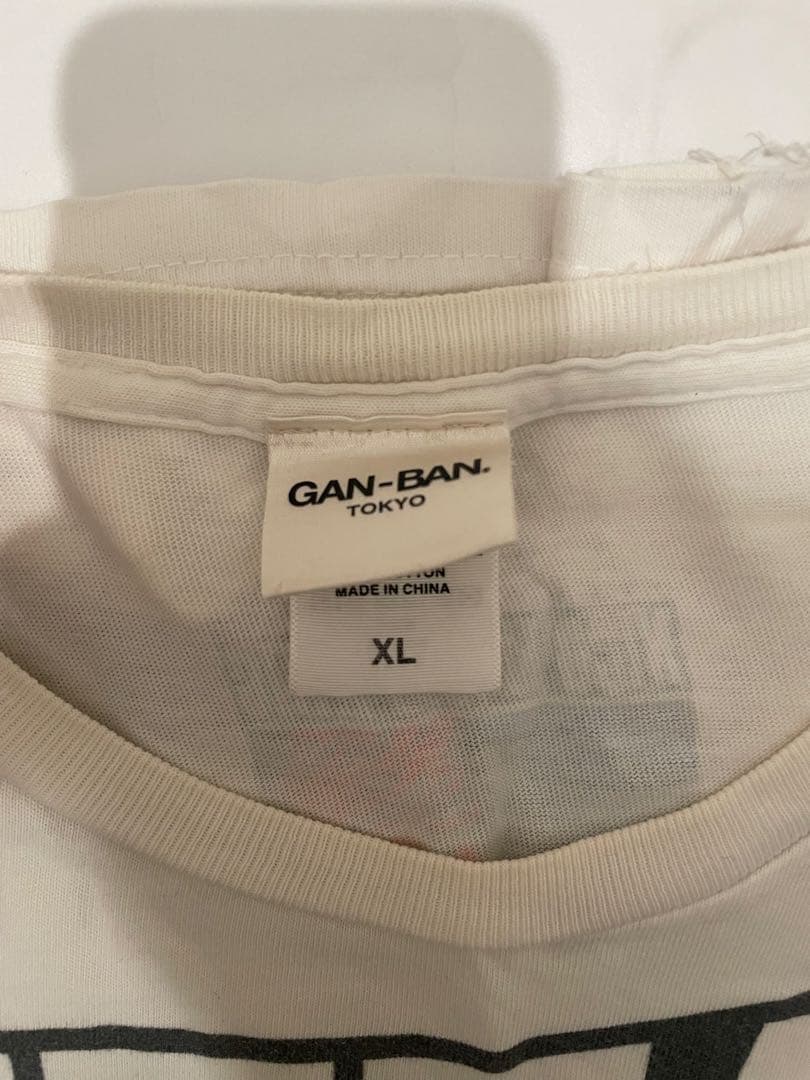 GAN-BAN.
TOKYO
MADE IN CHINA
XL